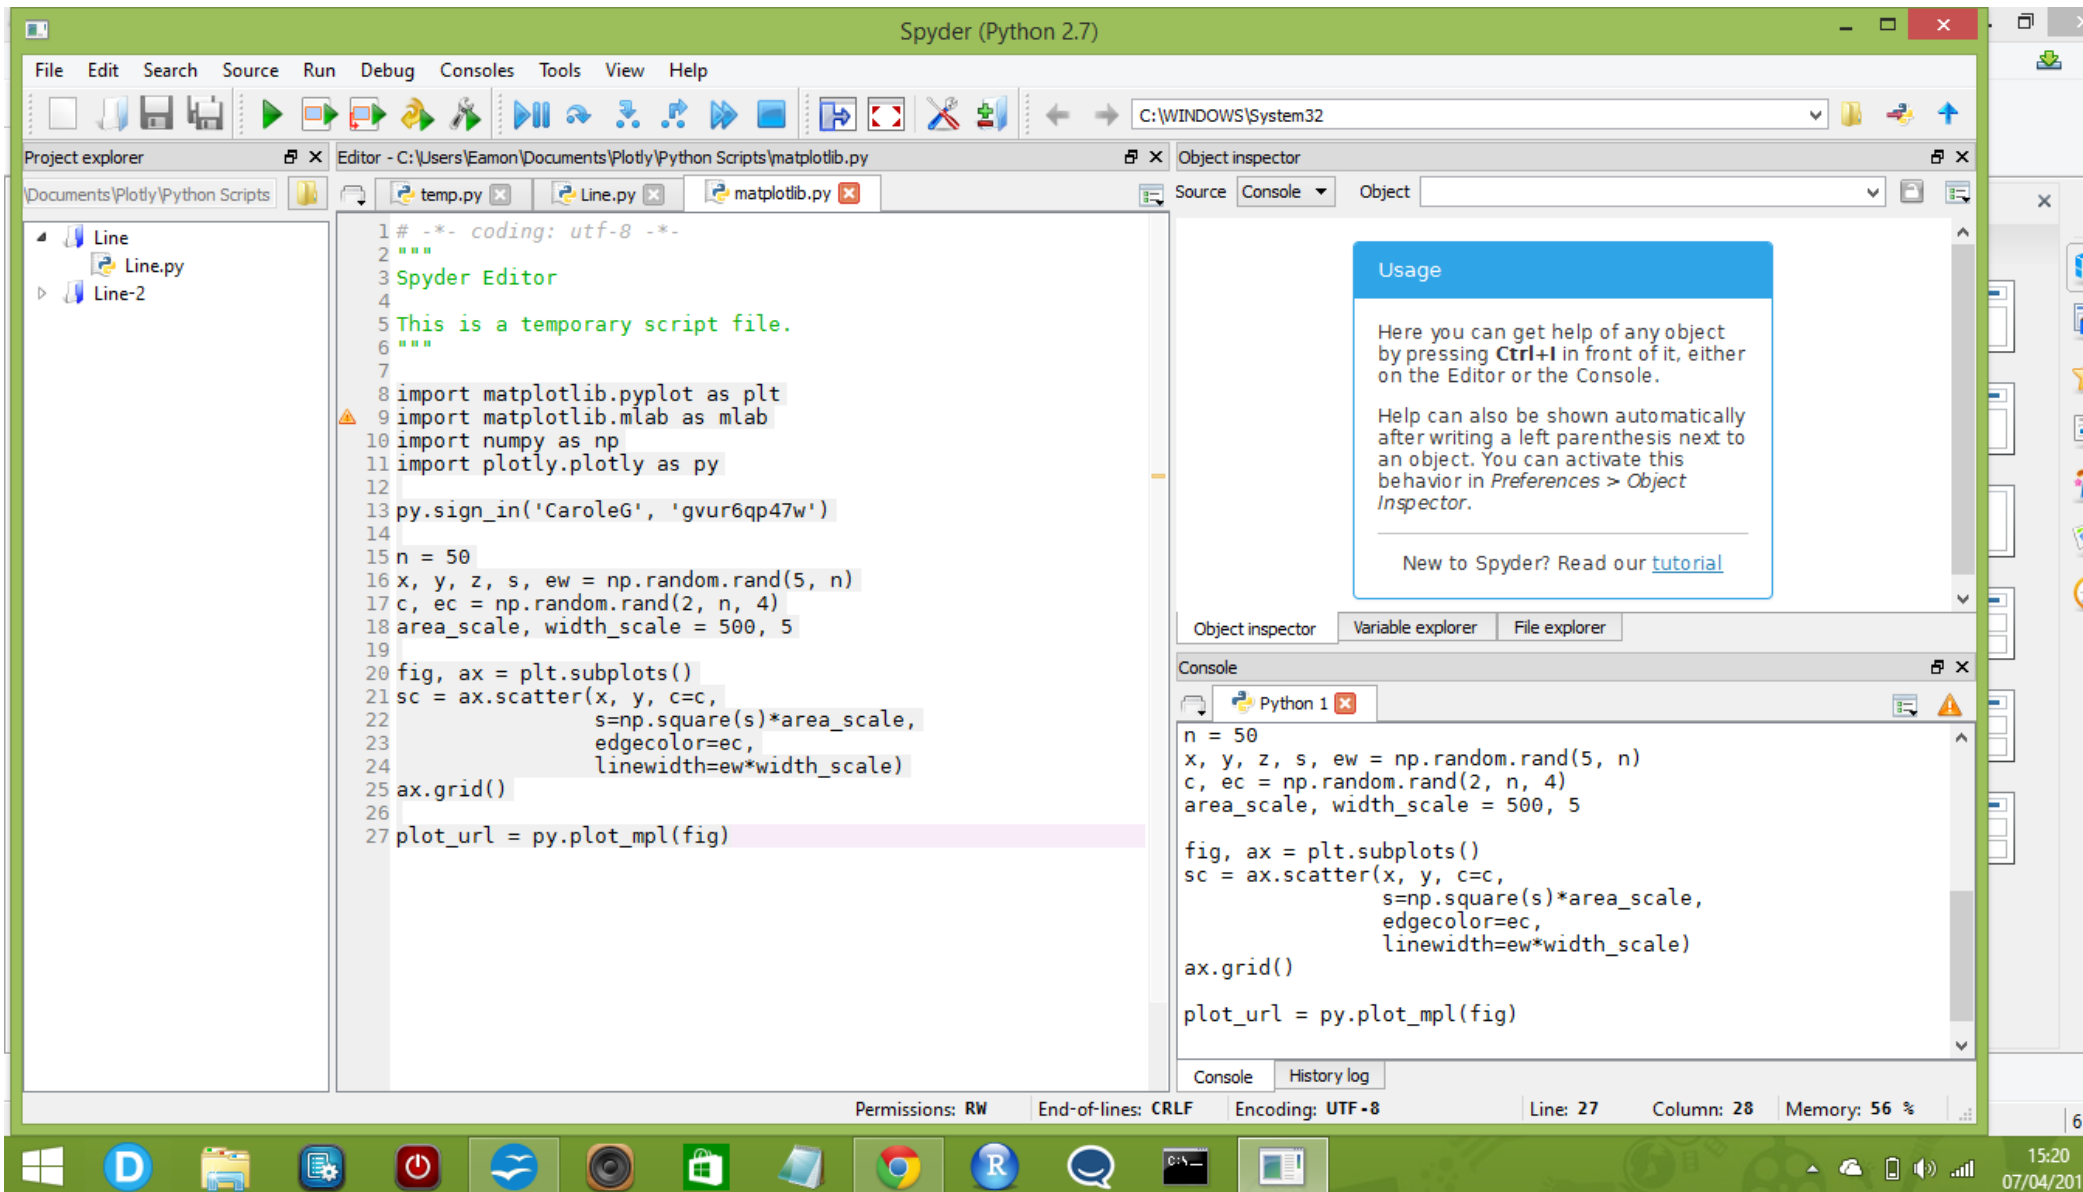 Spyder (Python 2.7)
File Edit Search Source Run Debug Consoles Tools View Help
C:\WINDOWS\System32
Project explorer
\Documents\Plotly\Python Scripts
Line
Line.py
Line-2
Editor - C:\Users\Eamon\Documents\Plotly\Python Scripts\matplotlib.py
temp.py Line.py matplotlib.py
1 # -*- coding: utf-8 -*-
2 """
3 Spyder Editor
4
5 This is a temporary script file.
6 """
7
8 import matplotlib.pyplot as plt
9 import matplotlib.mlab as mlab
10 import numpy as np
11 import plotly.plotly as py
12
13 py.sign_in('CaroleG', 'gvur6qp47w')
14
15 n = 50
16 x, y, z, s, ew = np.random.rand(5, n)
17 c, ec = np.random.rand(2, n, 4)
18 area_scale, width_scale = 500, 5
19
20 fig, ax = plt.subplots()
21 sc = ax.scatter(x, y, c=c,
22 s=np.square(s)*area_scale,
23 edgecolor=ec,
24 linewidth=ew*width_scale)
25 ax.grid()
26
27 plot_url = py.plot_mpl(fig)
Object inspector
Source Console Object
Usage
Here you can get help of any object
by pressing Ctrl+I in front of it, either
on the Editor or the Console.
Help can also be shown automatically
after writing a left parenthesis next to
an object. You can activate this
behavior in Preferences > Object
Inspector.
New to Spyder? Read our tutorial
Object inspector Variable explorer File explorer
Console
Python 1
n = 50
x, y, z, s, ew = np.random.rand(5, n)
c, ec = np.random.rand(2, n, 4)
area_scale, width_scale = 500, 5
fig, ax = plt.subplots()
sc = ax.scatter(x, y, c=c,
s=np.square(s)*area_scale,
edgecolor=ec,
linewidth=ew*width_scale)
ax.grid()
plot_url = py.plot_mpl(fig)
Console History log
Permissions: RW End-of-lines: CRLF Encoding: UTF-8 Line: 27 Column: 28 Memory: 56 %
6
D
R
C:\_
15:20
07/04/201